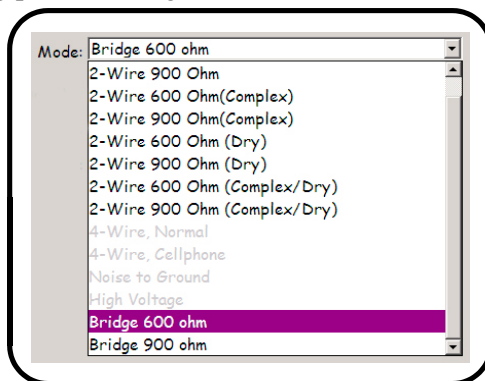 Mode: Bridge 600 ohm
2-Wire 900 Ohm
2-Wire 600 Ohm(Complex)
2-Wire 900 Ohm(Complex)
2-Wire 600 Ohm (Dry)
2-Wire 900 Ohm (Dry)
2-Wire 600 Ohm (Complex/Dry)
2-Wire 900 Ohm (Complex/Dry)
4-Wire, Normal
4-Wire, Cellphone
Noise to Ground
High Voltage
Bridge 600 ohm
Bridge 900 ohm